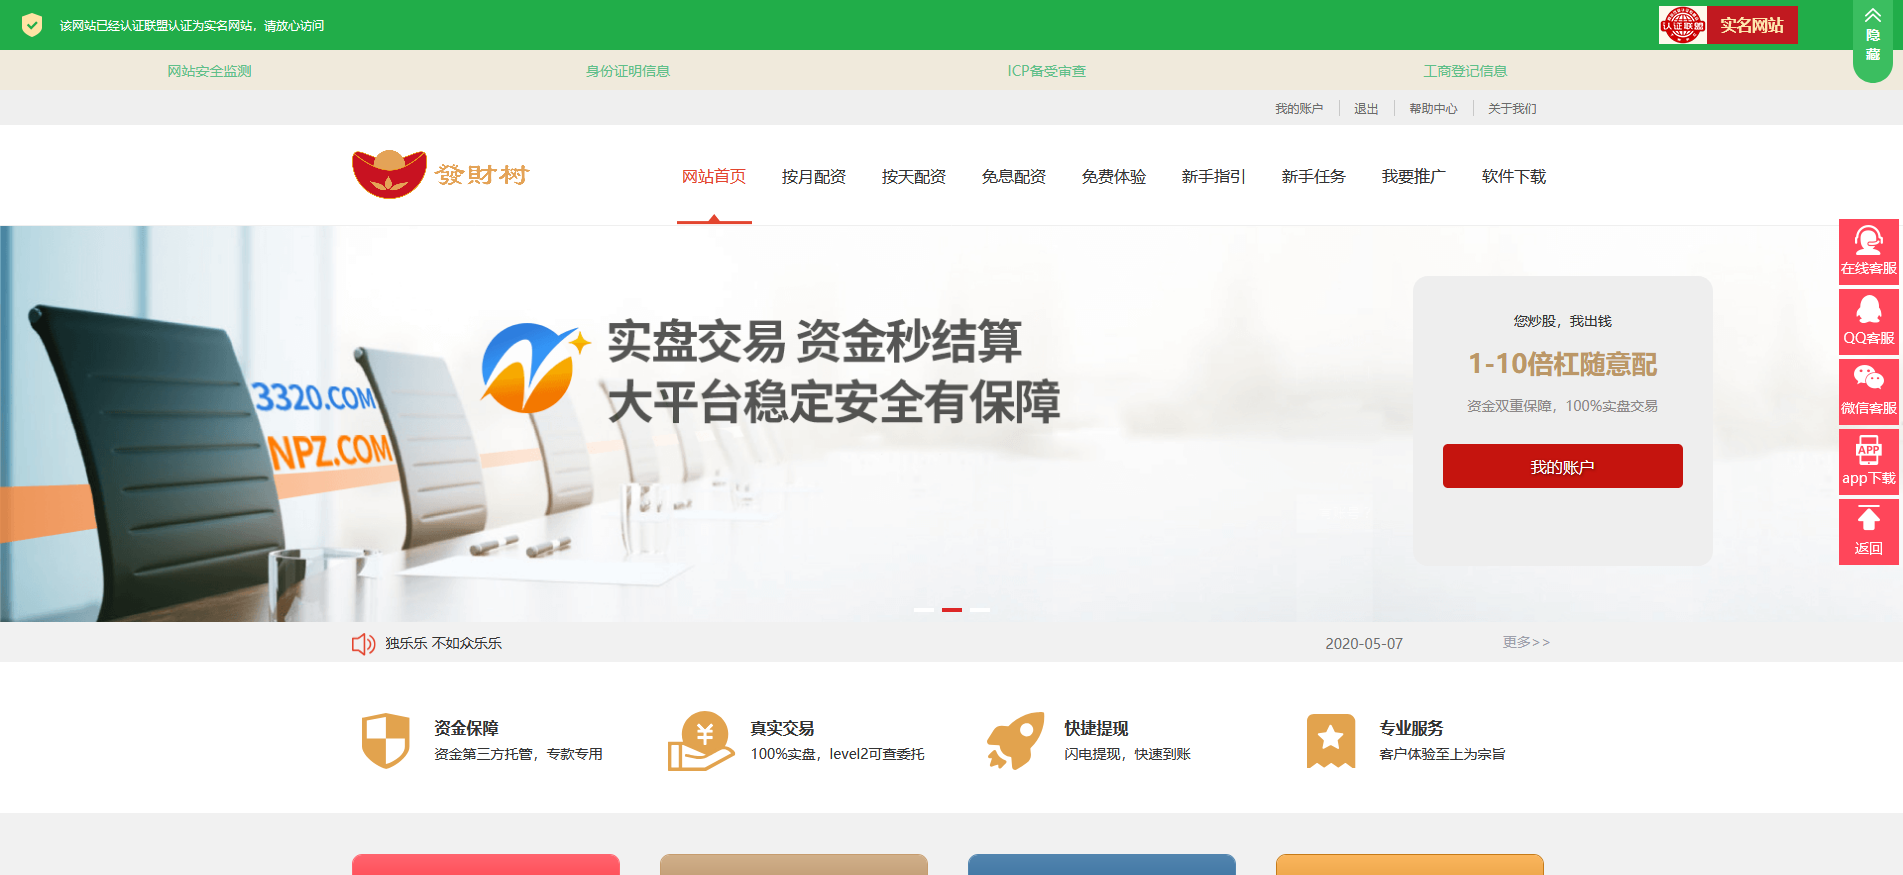 该网站已经认证联盟认证为实名网站，请放心访问
认证联盟
实名网站
隐藏
网站安全监测
身份证明信息
ICP备受审查
工商登记信息
我的账户
退出
帮助中心
关于我们
發財树
网站首页
按月配资
按天配资
免息配资
免费体验
新手指引
新手任务
我要推广
软件下载
3320.COM
NPZ.COM
实盘交易 资金秒结算
大平台稳定安全有保障
您炒股，我出钱
1-10倍杠随意配
资金双重保障，100%实盘交易
我的账户
在线客服
QQ客服
微信客服
APP
app下载
返回
独乐乐 不如众乐乐
2020-05-07
更多>>
资金保障
资金第三方托管，专款专用
真实交易
100%实盘，level2可查委托
快捷提现
闪电提现，快速到账
专业服务
客户体验至上为宗旨